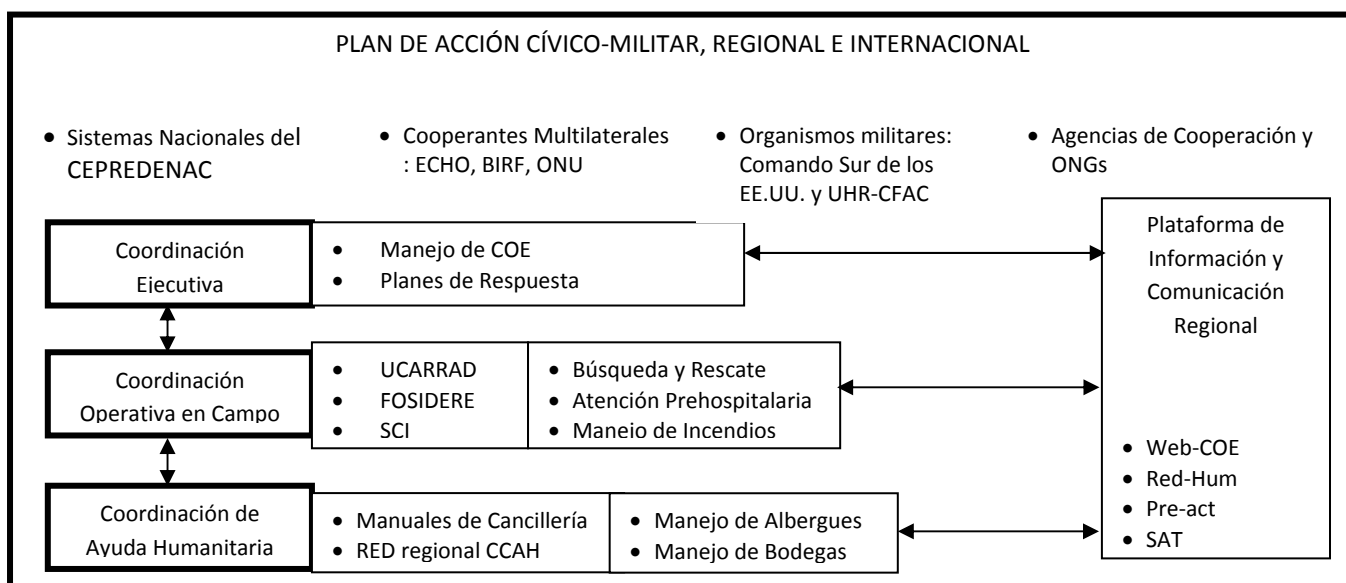 PLAN DE ACCIÓN CÍVICO-MILITAR, REGIONAL E INTERNACIONAL
• Sistemas Nacionales del
CEPREDENAC
• Cooperantes Multilaterales
: ECHO, BIRF, ONU
• Organismos militares:
Comando Sur de los
EE.UU. y UHR-CFAC
• Agencias de Cooperación y
ONGs
Coordinación
Ejecutiva
• Manejo de COE
• Planes de Respuesta
Coordinación
Operativa en Campo
• UCARRAD
• FOSIDERE
• SCI
• Búsqueda y Rescate
• Atención Prehospitalaria
• Manejo de Incendios
Coordinación de
Ayuda Humanitaria
• Manuales de Cancillería
• RED regional CCAH
• Manejo de Albergues
• Manejo de Bodegas
Plataforma de
Información y
Comunicación
Regional
• Web-COE
• Red-Hum
• Pre-act
• SAT